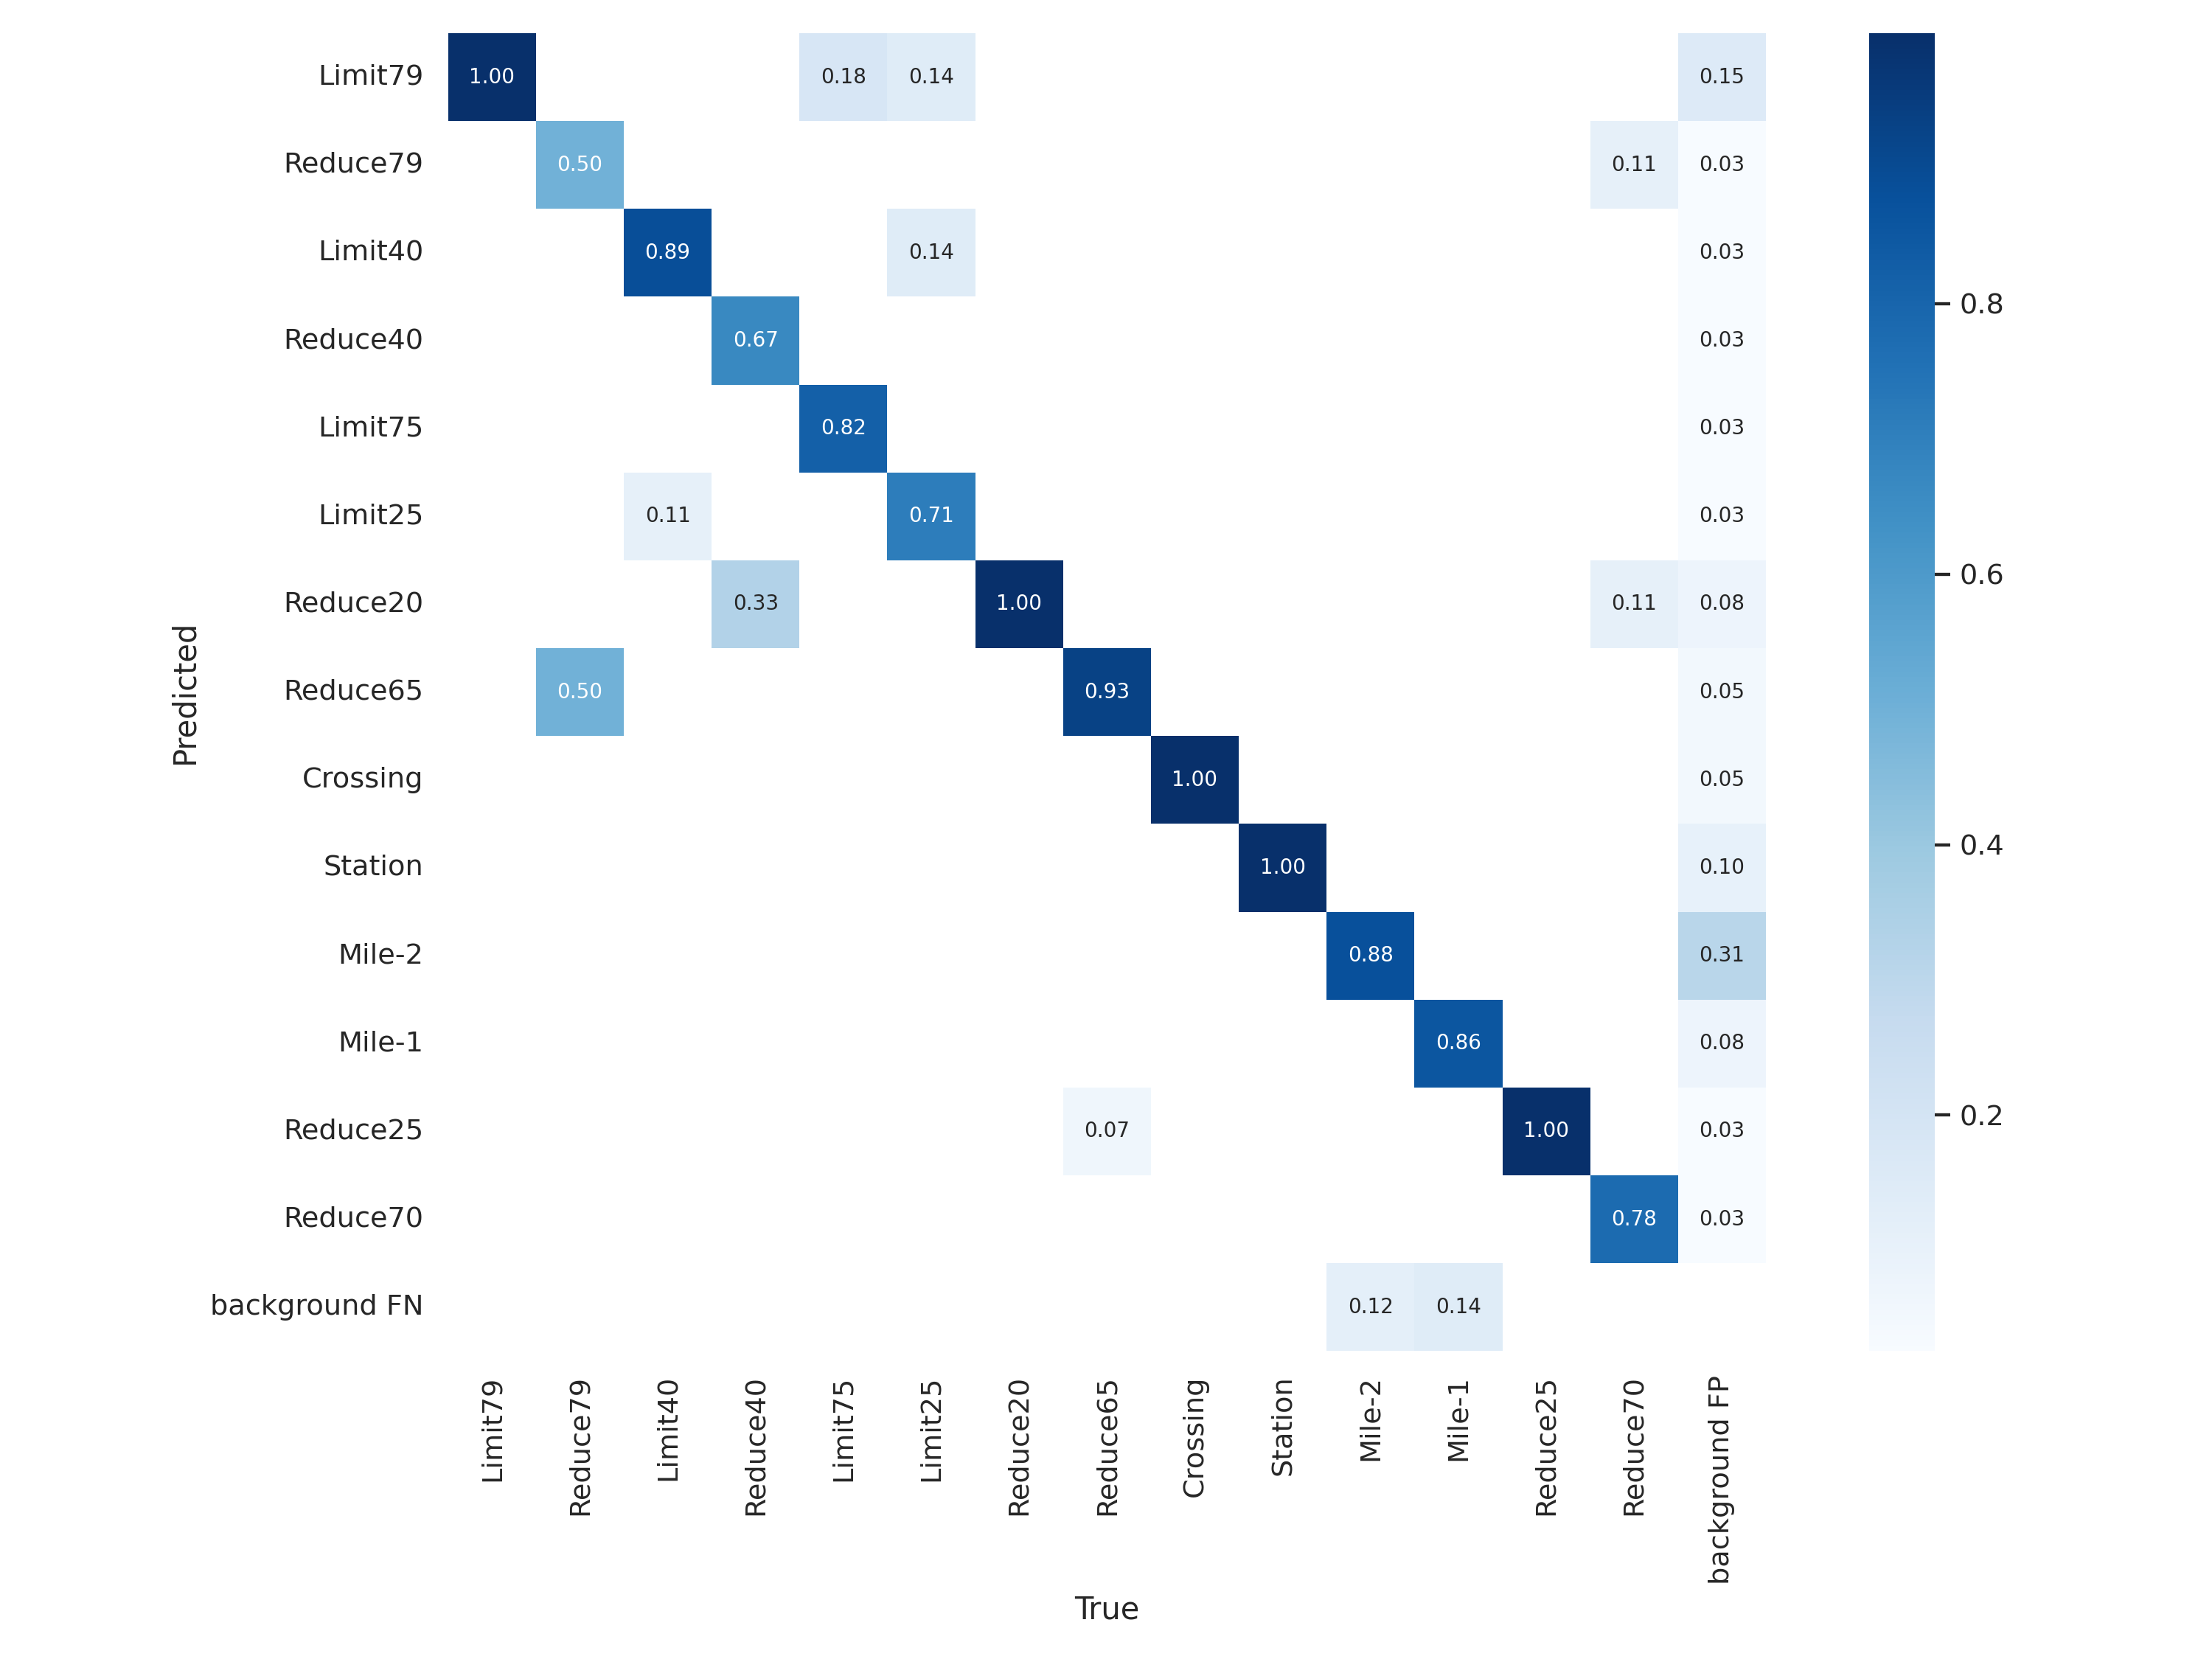 Limit79 1.00 0.18 0.14 0.15
Reduce79 0.50 0.11 0.03
Limit40 0.89 0.14 0.03
Reduce40 0.67 0.03
0.8
Limit75 0.82 0.03
Limit25 0.11 0.71 0.03
0.6
Reduce20 0.33 1.00 0.11 0.08
Predicted
Reduce65 0.50 0.93 0.05
Crossing 1.00 0.05
0.4
Station 1.00 0.10
Mile-2 0.88 0.31
Mile-1 0.86 0.08
0.2
Reduce25 0.07 1.00 0.03
Reduce70 0.78 0.03
background FN 0.12 0.14
Limit79 Reduce79 Limit40 Reduce40 Limit75 Limit25 Reduce20 Reduce65 Crossing Station Mile-2 Mile-1 Reduce25 Reduce70 background FP
True